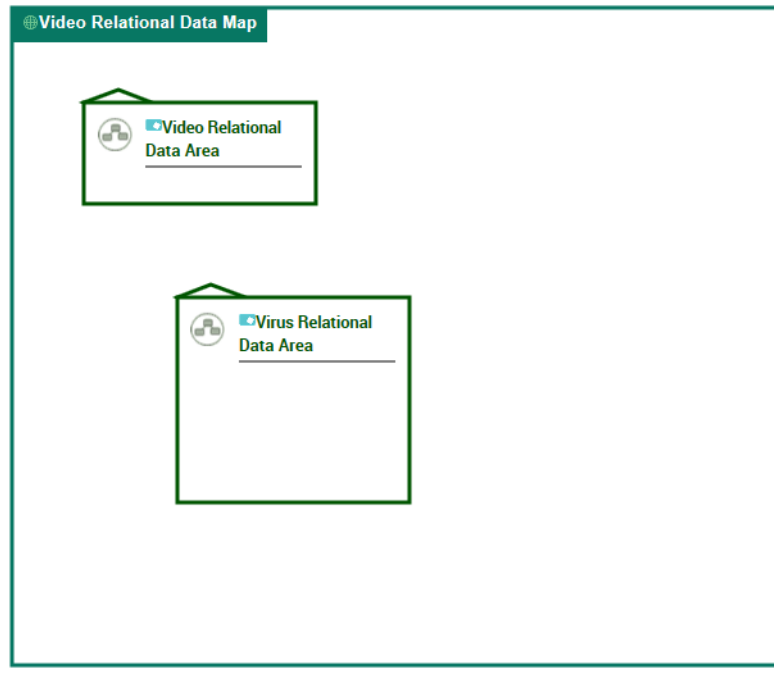 Video Relational Data Map
Video Relational
Data Area
Virus Relational
Data Area